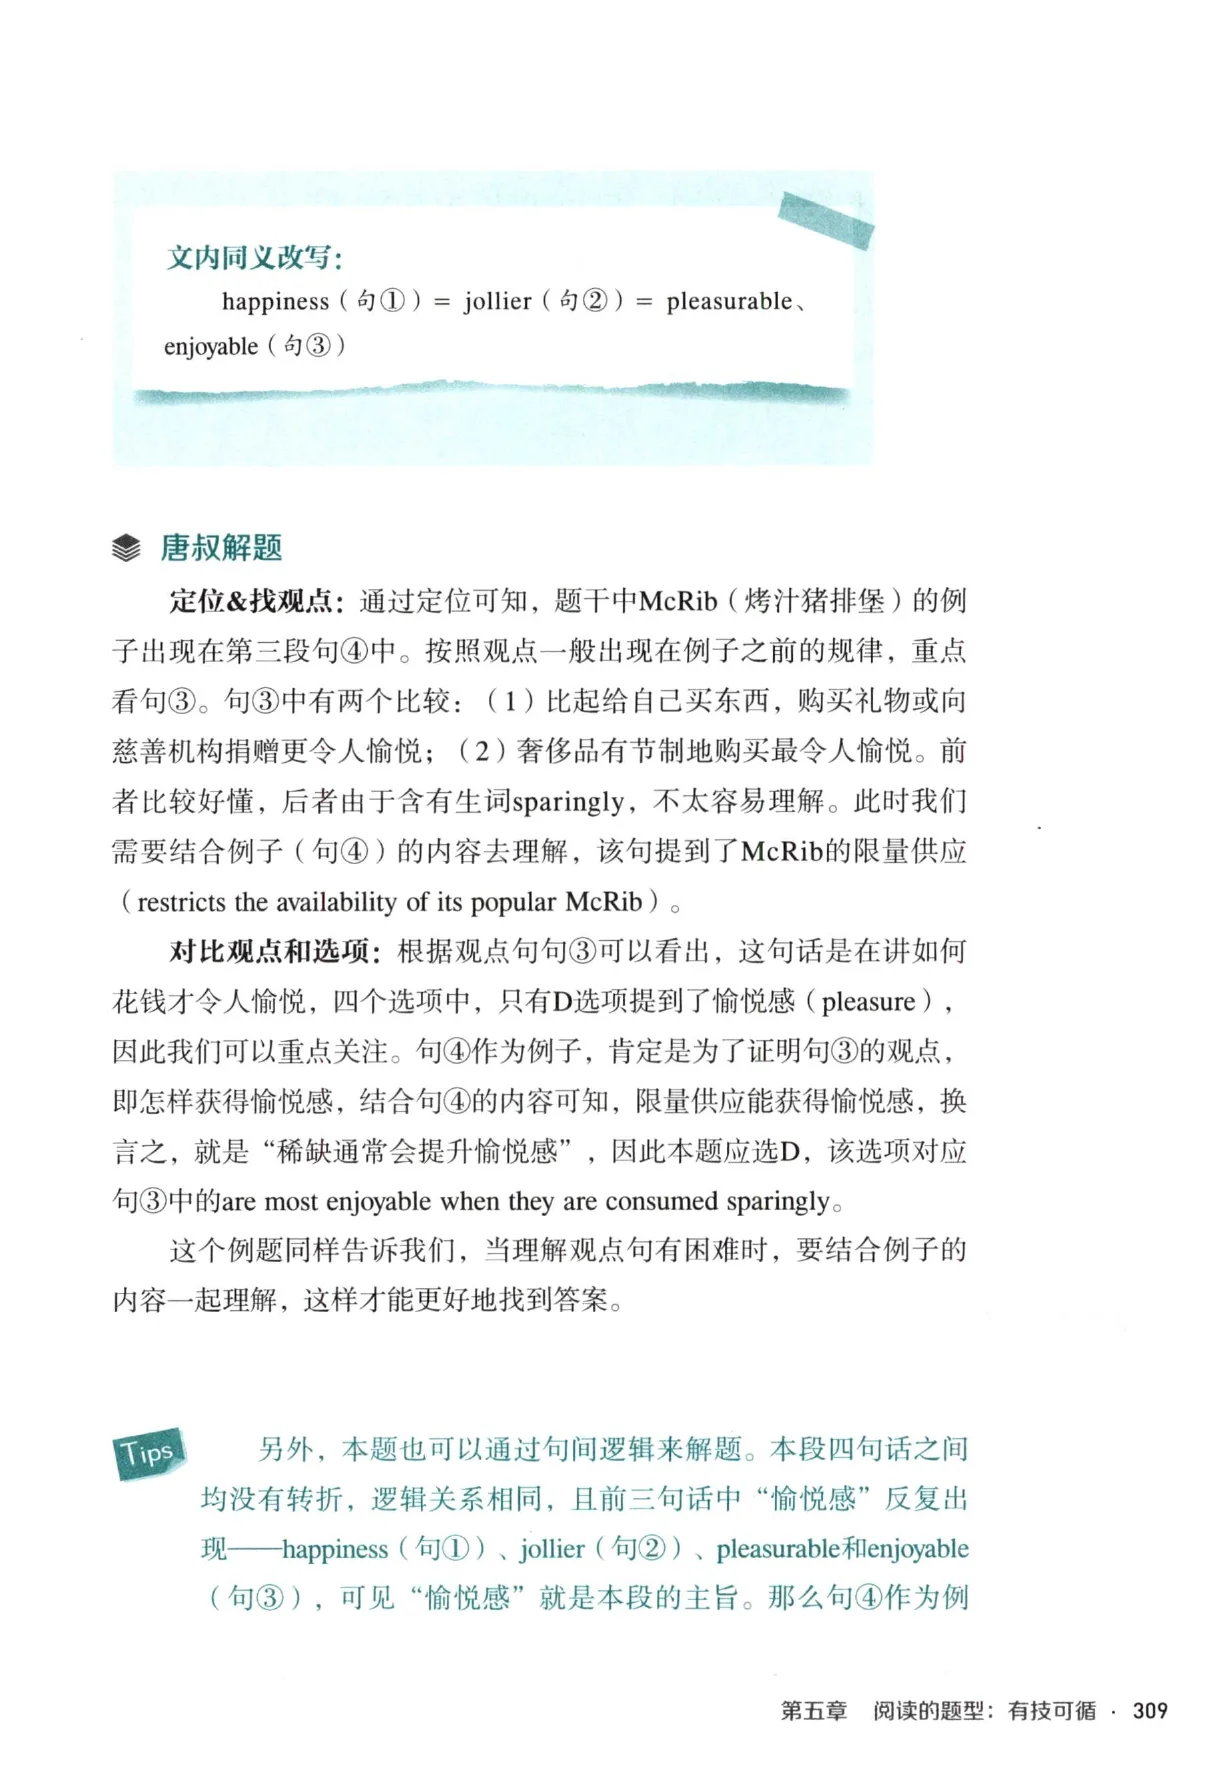 文内同义改写：
happiness（句①）= jollier（句②）= pleasurable、
enjoyable（句③）
唐叔解题
定位&找观点：通过定位可知，题干中McRib（烤汁猪排堡）的例
子出现在第三段句④中。按照观点一般出现在例子之前的规律，重点
看句③。句③中有两个比较：（1）比起给自己买东西，购买礼物或向
慈善机构捐赠更令人愉悦；（2）奢侈品有节制地购买最令人愉悦。前
者比较好懂，后者由于含有生词sparingly，不太容易理解。此时我们
需要结合例子（句④）的内容去理解，该句提到了McRib的限量供应
（restricts the availability of its popular McRib）。
对比观点和选项：根据观点句句③可以看出，这句话是在讲如何
花钱才令人愉悦，四个选项中，只有D选项提到了愉悦感（pleasure），
因此我们可以重点关注。句④作为例子，肯定是为了证明句③的观点，
即怎样获得愉悦感，结合句④的内容可知，限量供应能获得愉悦感，换
言之，就是“稀缺通常会提升愉悦感”，因此本题应选D，该选项对应
句③中的are most enjoyable when they are consumed sparingly。
这个例题同样告诉我们，当理解观点句有困难时，要结合例子的
内容一起理解，这样才能更好地找到答案。
Tips
另外，本题也可以通过句间逻辑来解题。本段四句话之间
均没有转折，逻辑关系相同，且前三句话中“愉悦感”反复出
现——happiness（句①）、jollier（句②）、pleasurable和enjoyable
（句③），可见“愉悦感”就是本段的主旨。那么句④作为例
第五章 阅读的题型：有技可循 · 309